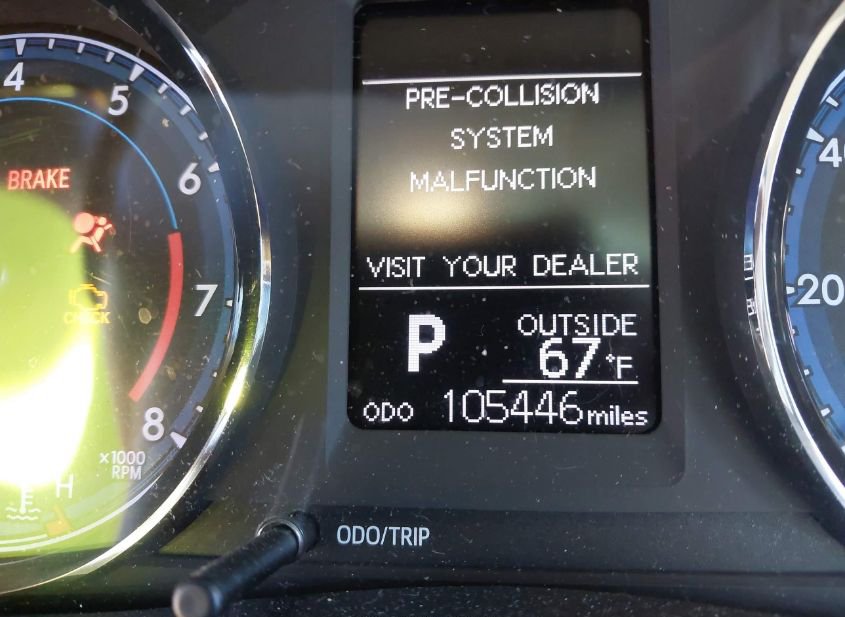 4
5
6
7
8
BRAKE
CHECK
x1000
RPM
H
PRE-COLLISION
SYSTEM
MALFUNCTION
VISIT YOUR DEALER
P
OUTSIDE
67°F
ODO 105446 miles
ODO/TRIP
40
20